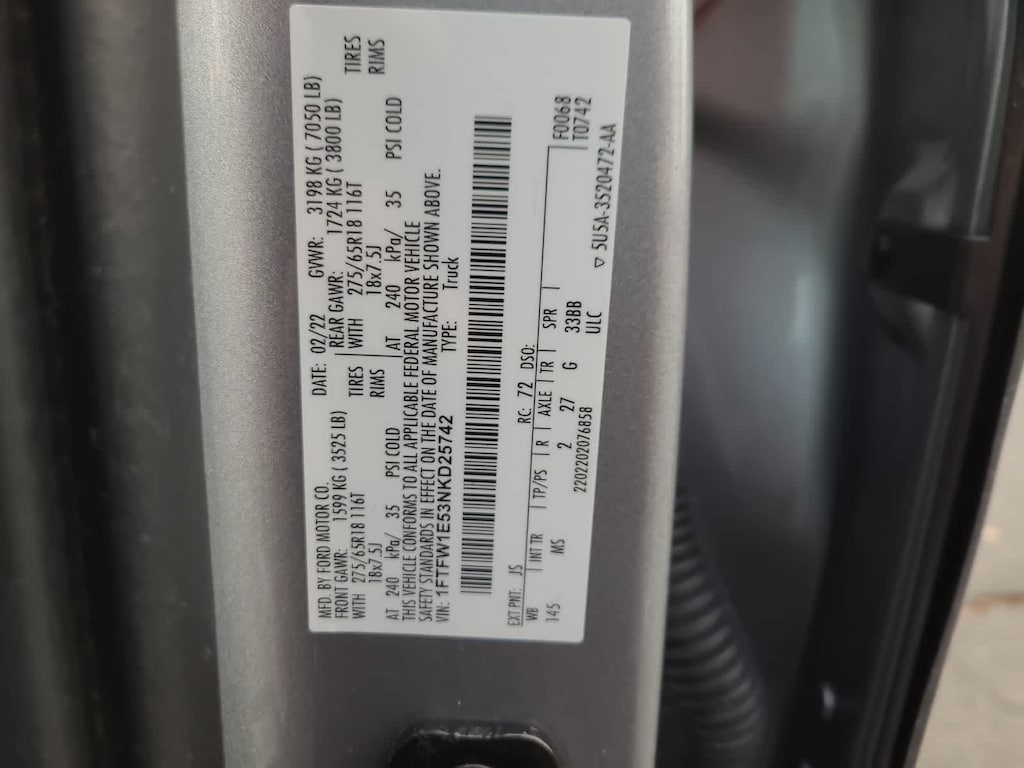 MFD. BY FORD MOTOR CO. DATE: 02/22 GVWR: 3198 KG ( 7050 LB)
FRONT GAWR: 1599 KG ( 3525 LB) REAR GAWR: 1724 KG ( 3800 LB)
WITH 275/65R18 116T TIRES WITH 275/65R18 116T TIRES
18x7.5J RIMS 18x7.5J RIMS
AT 240 kPa/ 35 PSI COLD AT 240 kPa/ 35 PSI COLD
THIS VEHICLE CONFORMS TO ALL APPLICABLE FEDERAL MOTOR VEHICLE
SAFETY STANDARDS IN EFFECT ON THE DATE OF MANUFACTURE SHOWN ABOVE.
VIN: 1FTFW1E53NKD25742 TYPE: Truck
EXT PNT: JS RC: 72 DSO:
WB INT TR TP/PS R AXLE TR SPR F0068
145 MS 2 27 G 33BB T0742
2202202076858 ULC
▽ 5U5A-3520472-AA